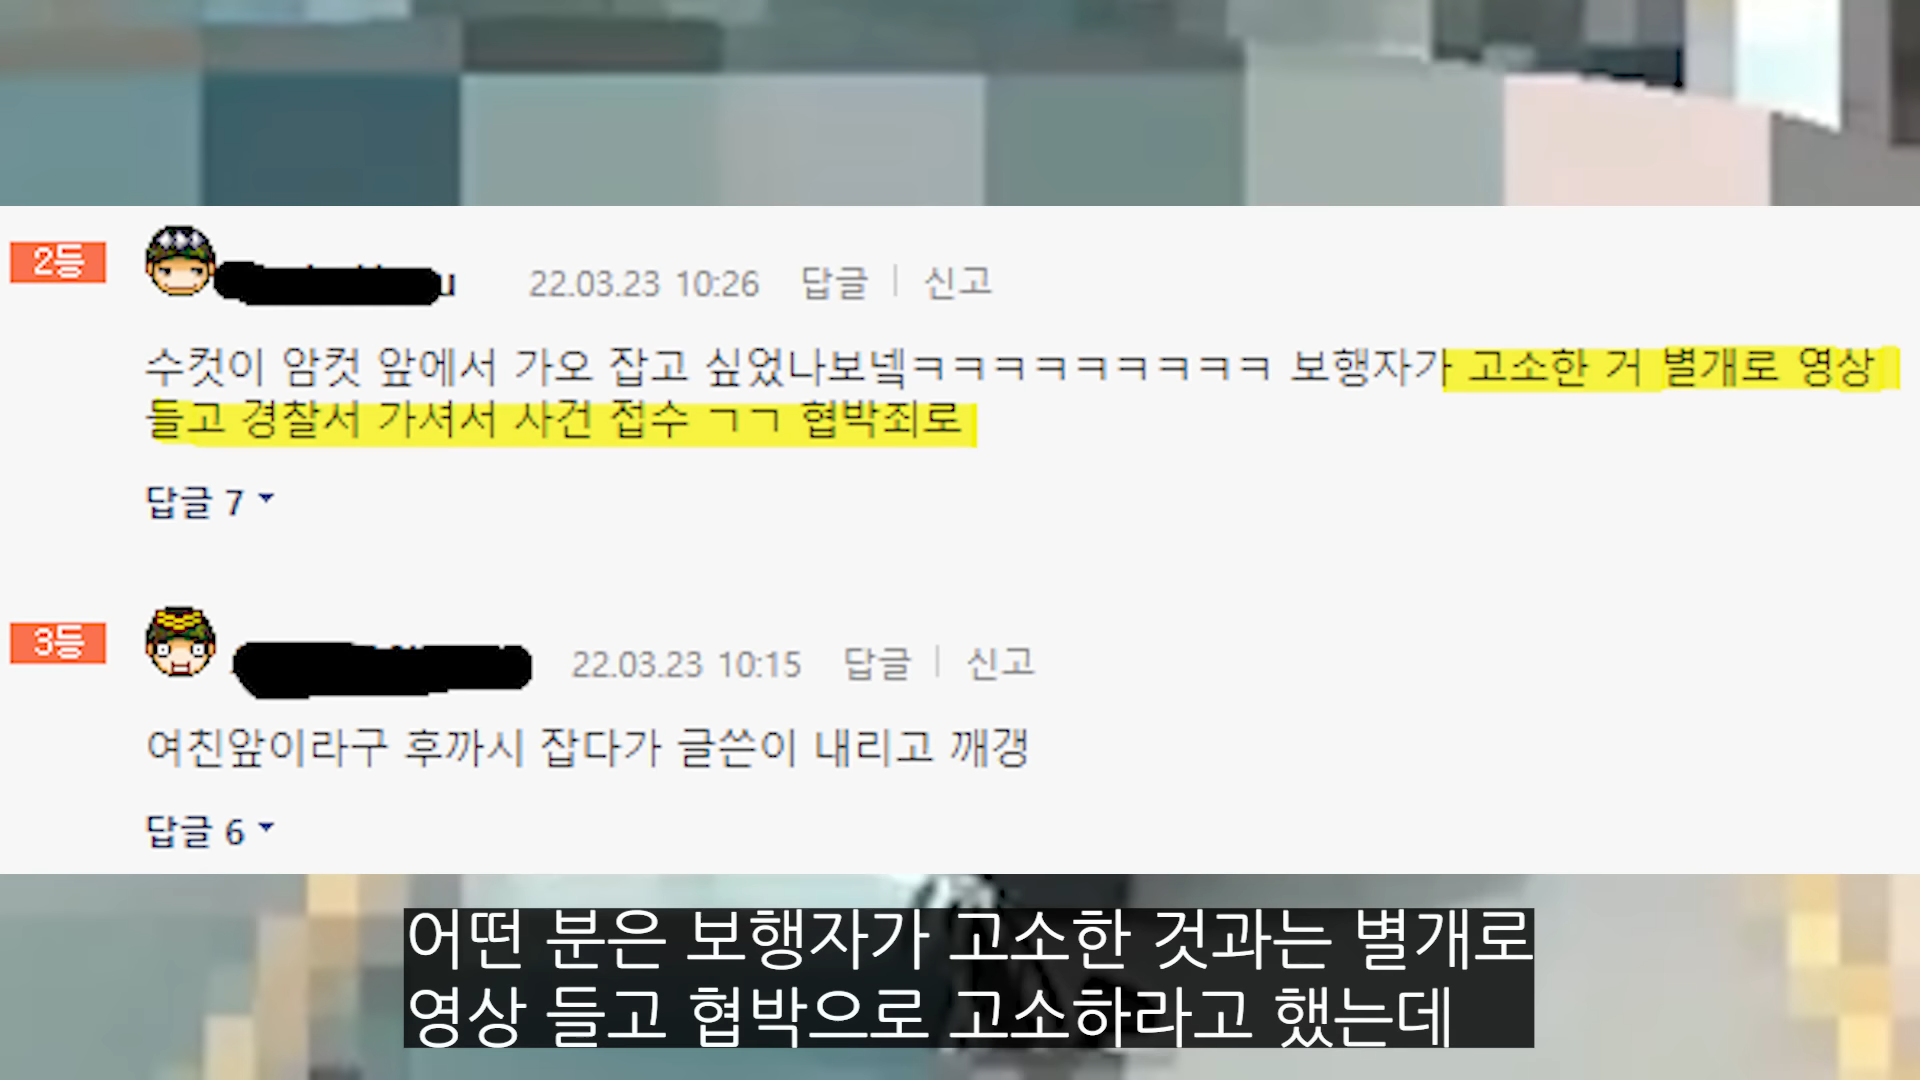 2등
22.03.23 10:26 답글 | 신고
수컷이 암컷 앞에서 가오 잡고 싶었나보넼ㅋㅋㅋㅋㅋㅋㅋㅋㅋ 보행자가 고소한 거 별개로 영상
들고 경찰서 가셔서 사건 접수 ㄱㄱ 협박죄로
답글 7
3등
22.03.23 10:15 답글 | 신고
여친앞이라구 후까시 잡다가 글쓴이 내리고 깨갱
답글 6
어떤 분은 보행자가 고소한 것과는 별개로
영상 들고 협박으로 고소하라고 했는데